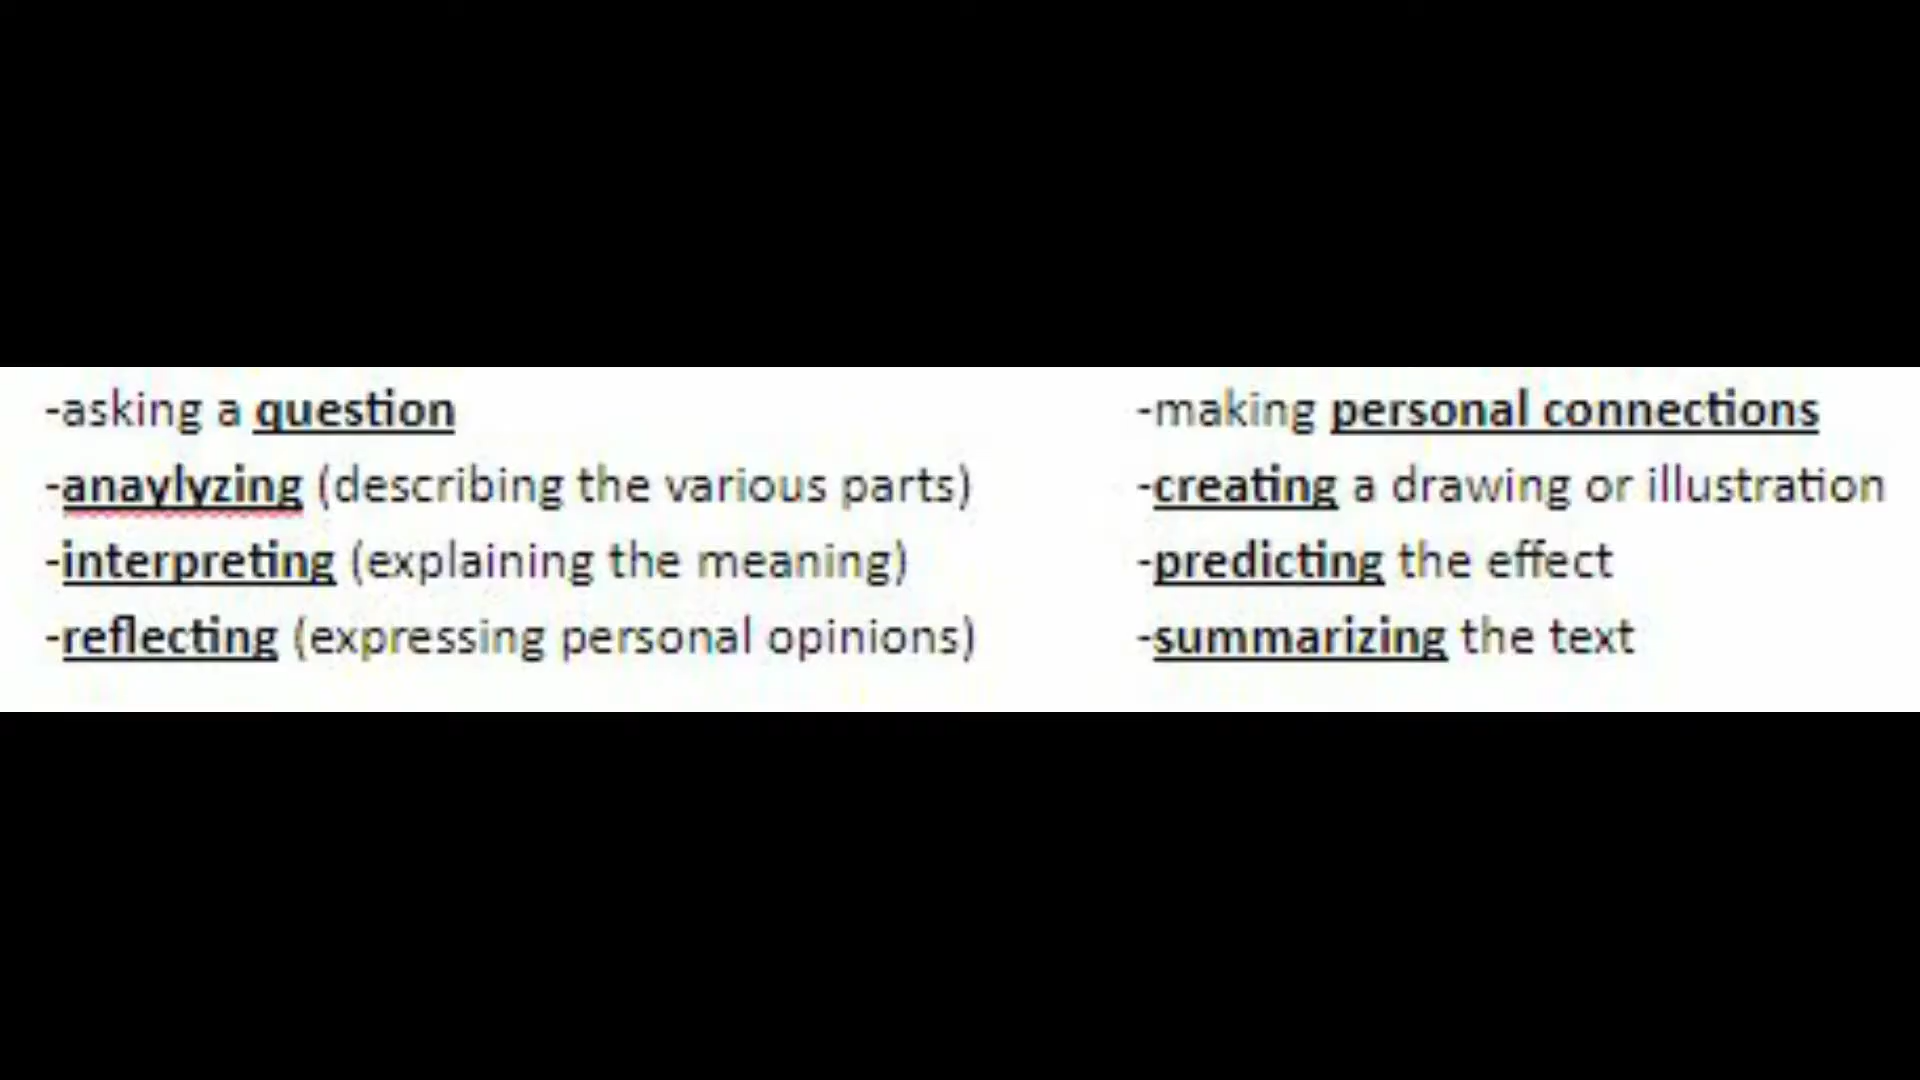 -asking a question
-anaylyzing (describing the various parts)
-interpreting (explaining the meaning)
-reflecting (expressing personal opinions)
-making personal connections
-creating a drawing or illustration
-predicting the effect
-summarizing the text